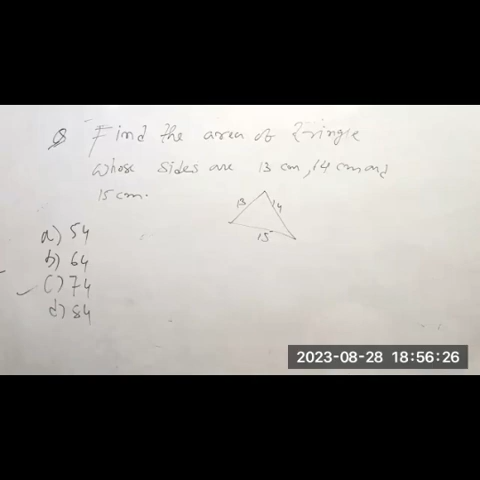 Q Find the area of Tringle
whose sides are 13 cm, 14 cm and
15 cm.
13 14
15
a) 54
b) 64
c) 74
d) 84
2023-08-28 18:56:26